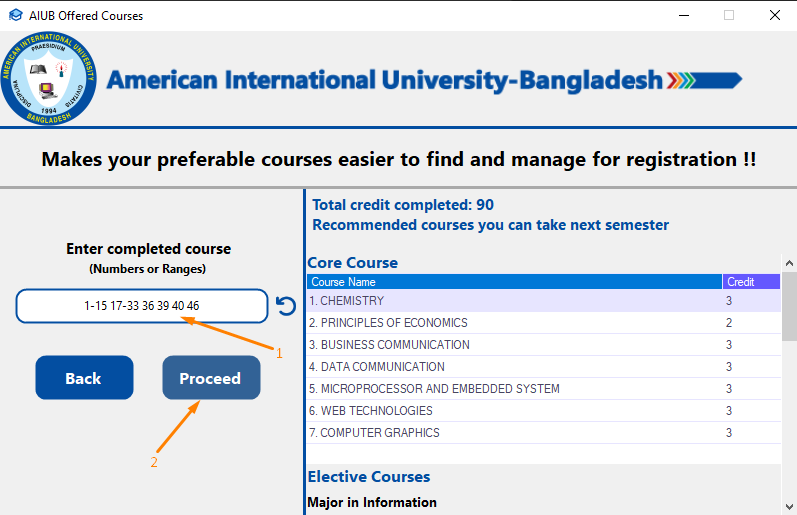 AIUB Offered Courses
AMERICAN INTERNATIONAL UNIVERSITY
PRAESIDIUM
DISCIPLINA
CIVITATIS
1994
BANGLADESH
American International University-Bangladesh
Makes your preferable courses easier to find and manage for registration !!
Enter completed course
(Numbers or Ranges)
1-15 17-33 36 39 40 46
1
Back
Proceed
2
Total credit completed: 90
Recommended courses you can take next semester
Core Course
Course Name Credit
1. CHEMISTRY 3
2. PRINCIPLES OF ECONOMICS 2
3. BUSINESS COMMUNICATION 3
4. DATA COMMUNICATION 3
5. MICROPROCESSOR AND EMBEDDED SYSTEM 3
6. WEB TECHNOLOGIES 3
7. COMPUTER GRAPHICS 3
Elective Courses
Major in Information